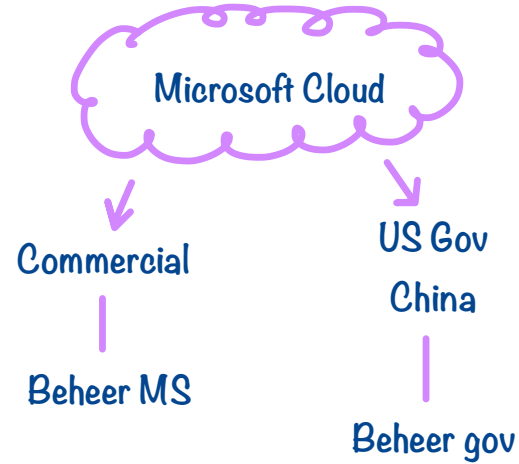 Microsoft Cloud
Commercial
Beheer MS
US Gov
China
Beheer gov